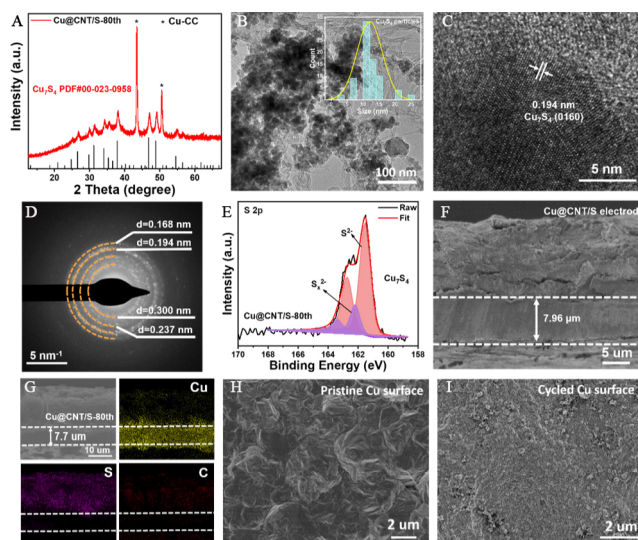 A
Cu@CNT/S-80th
* Cu-CC
Cu₇S₄ PDF#00-023-0958
Intensity (a.u.)
10 20 30 40 50 60
2 Theta (degree)
B
Cu₇S₄ particles
Count
Size (nm)
100 nm
C
0.194 nm
Cu₇S₄ (0160)
5 nm
D
d=0.168 nm
d=0.194 nm
d=0.300 nm
d=0.237 nm
5 nm⁻¹
E
S 2p
Raw
Fit
S²⁻
Sₓ²⁻
Cu₇S₄
Cu@CNT/S-80th
Intensity (a.u.)
170 168 166 164 162 160 158
Binding Energy (eV)
F
Cu@CNT/S electrod
7.96 μm
5 um
G
Cu@CNT/S-80th
7.7 um
10 um
Cu
S
C
H
Pristine Cu surface
2 um
I
Cycled Cu surface
2 um